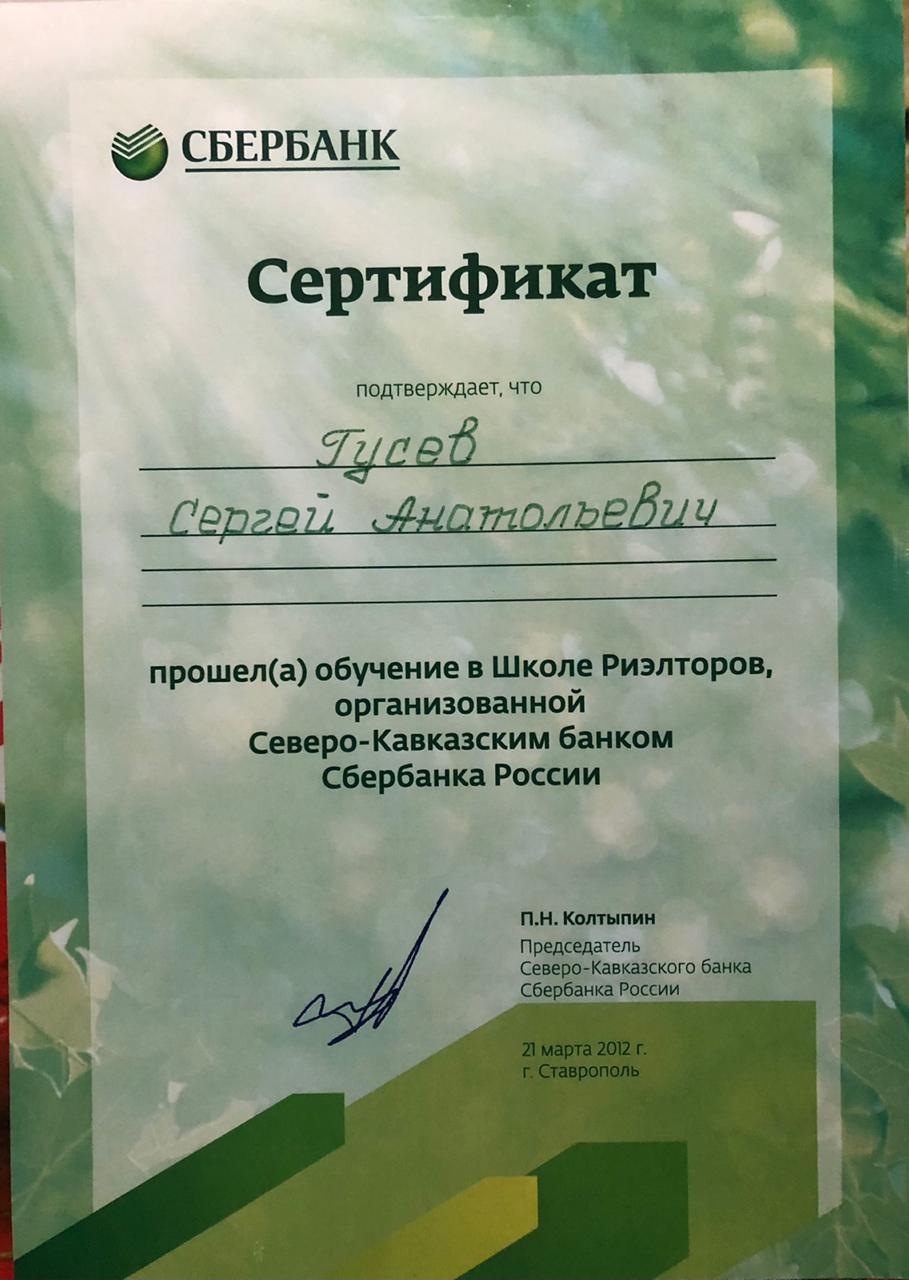 СБЕРБАНК
Сертификат
подтверждает, что
Гусев
Сергей Анатольевич
прошел(а) обучение в Школе Риэлторов,
организованной
Северо-Кавказским банком
Сбербанка России
П.Н. Колтыпин
Председатель
Северо-Кавказского банка
Сбербанка России
21 марта 2012 г.
г. Ставрополь